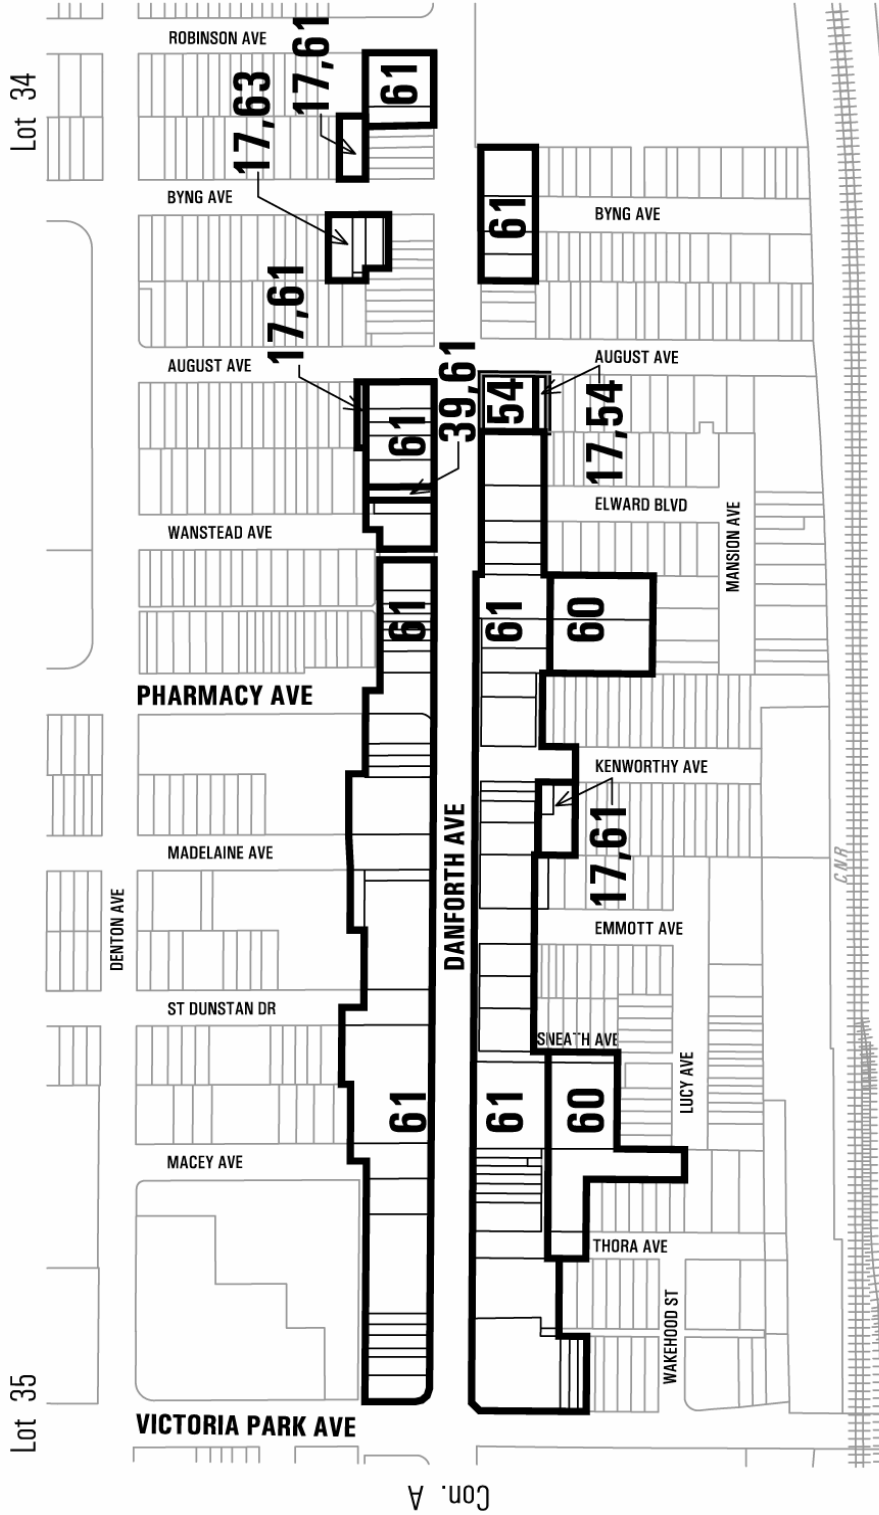 Lot 34
ROBINSON AVE
17,61
61
17,63
BYNG AVE
61
BYNG AVE
17,61
AUGUST AVE
39,61
AUGUST AVE
61
54
17,54
WANSTEAD AVE
ELWARD BLVD
MANSION AVE
61
61
60
PHARMACY AVE
KENWORTHY AVE
17,61
MADELAINE AVE
DANFORTH AVE
CNR
DENTON AVE
EMMOTT AVE
ST DUNSTAN DR
SNEATH AVE
LUCY AVE
61
61
60
MACEY AVE
THORA AVE
WAKEHOOD ST
Lot 35
VICTORIA PARK AVE
Con. A